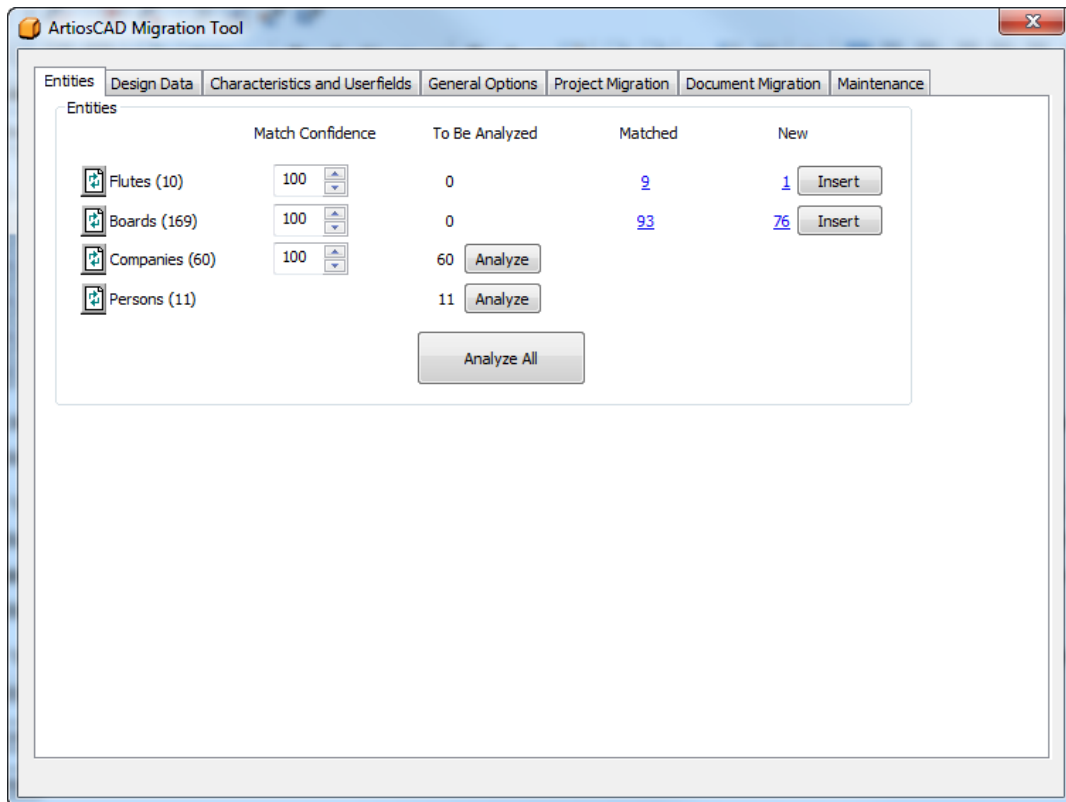 ArtiosCAD Migration Tool
Entities Design Data Characteristics and Userfields General Options Project Migration Document Migration Maintenance
Entities
Match Confidence To Be Analyzed Matched New
Flutes (10) 100 0 9 1 Insert
Boards (169) 100 0 93 76 Insert
Companies (60) 100 60 Analyze
Persons (11) 11 Analyze
Analyze All